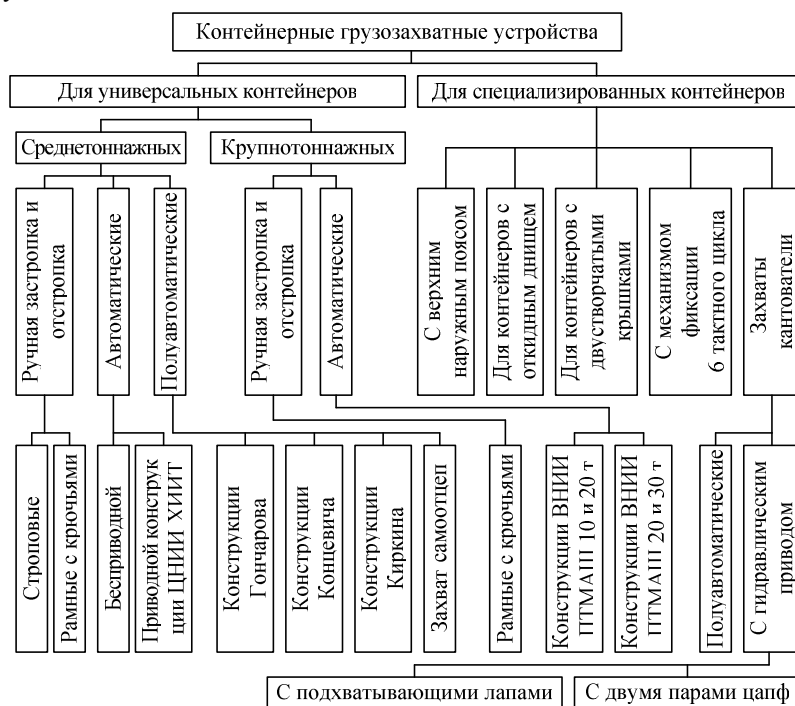 Контейнерные грузозахватные устройства
Для универсальных контейнеров
Для специализированных контейнеров
Среднетоннажных
Крупнотоннажных
Ручная застропка и
отстропка
Автоматические
Полуавтоматические
Ручная застропка и
отстропка
Автоматические
С верхним
наружным поясом
Для контейнеров с
откидным днищем
Для контейнеров с
двустворчатыми
крышками
С механизмом
фиксации
6 тактного цикла
Захваты
кантователи
Строповые
Рамные с крючьями
Бесприводной
Приводной конструк
ции ЦНИИ ХИИТ
Конструкции
Гончарова
Конструкции
Концевича
Конструкции
Киркина
Захват самоотцеп
Рамные с крючьями
Конструкции ВНИИ
ПТМАШ 10 и 20 т
Конструкции ВНИИ
ПТМАШ 20 и 30 т
Полуавтоматические
С гидравлическим
приводом
С подхватывающими лапами
С двумя парами цапф